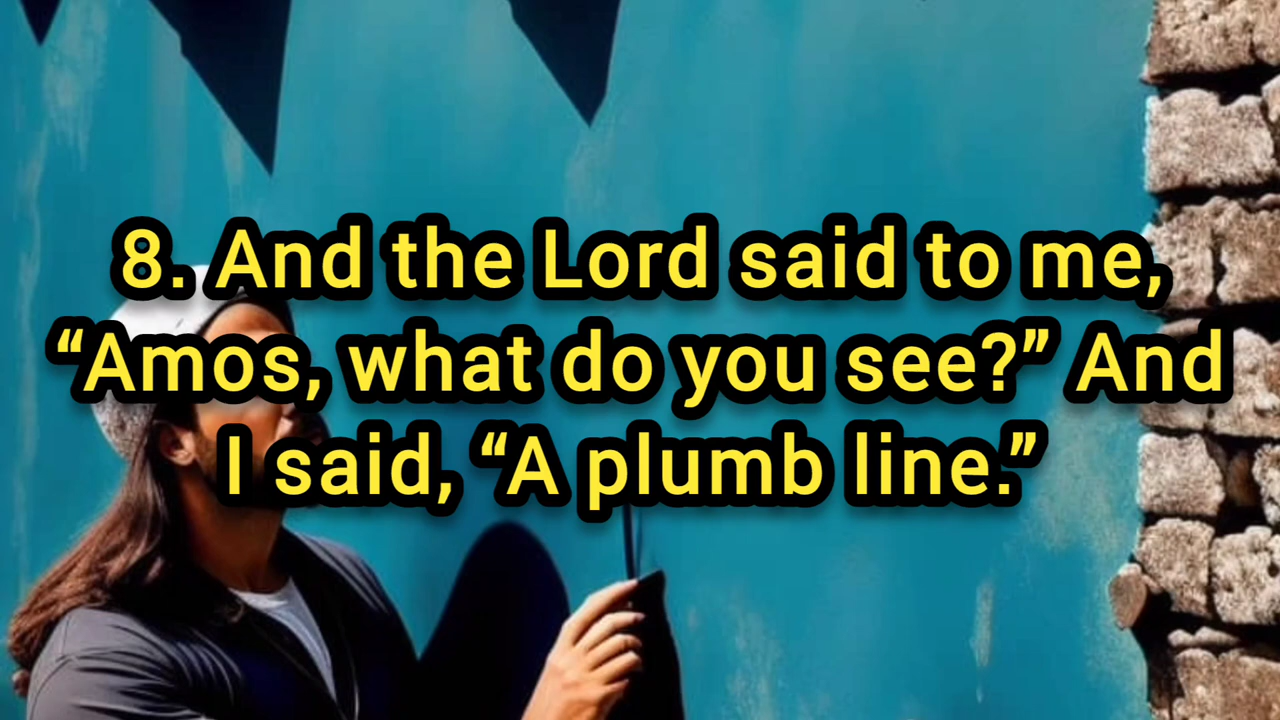 8. And the Lord said to me,
“Amos, what do you see?” And
I said, “A plumb line.”